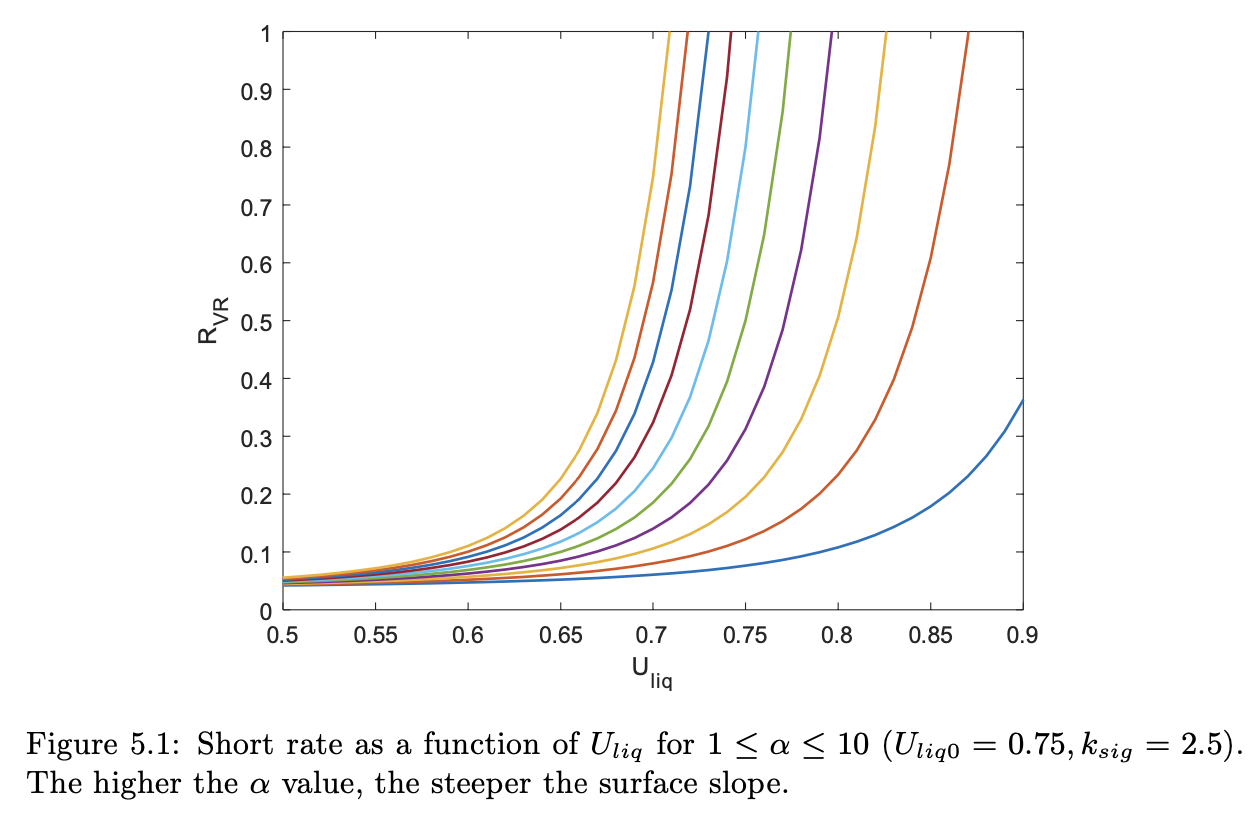 1
0.9
0.8
0.7
0.6
0.5
0.4
0.3
0.2
0.1
0
R_VR
0.5 0.55 0.6 0.65 0.7 0.75 0.8 0.85 0.9
U_liq
Figure 5.1: Short rate as a function of U_liq for 1 ≤ α ≤ 10 (U_liq0 = 0.75, k_sig = 2.5).
The higher the α value, the steeper the surface slope.